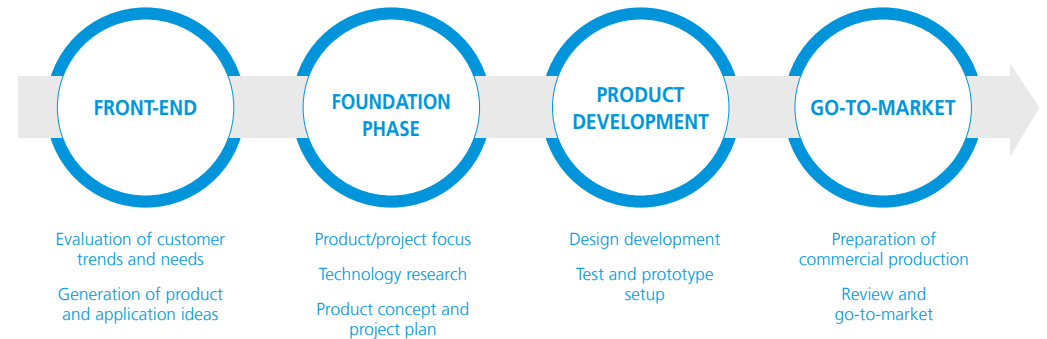 FRONT-END
FOUNDATION
PHASE
PRODUCT
DEVELOPMENT
GO-TO-MARKET
Evaluation of customer
trends and needs
Generation of product
and application ideas
Product/project focus
Technology research
Product concept and
project plan
Design development
Test and prototype
setup
Preparation of
commercial production
Review and
go-to-market